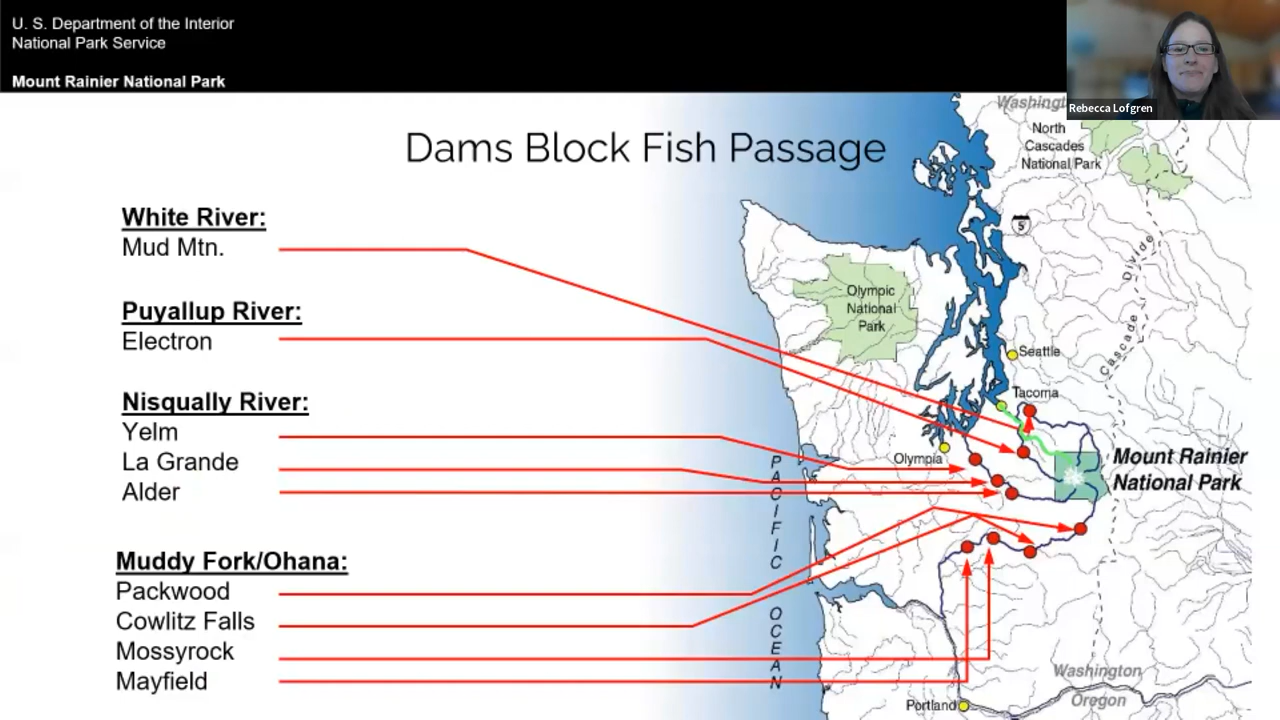 U. S. Department of the Interior
National Park Service
Mount Rainier National Park
Rebecca Lofgren
Dams Block Fish Passage
White River:
Mud Mtn.
Puyallup River:
Electron
Nisqually River:
Yelm
La Grande
Alder
Muddy Fork/Ohana:
Packwood
Cowlitz Falls
Mossyrock
Mayfield
North
Cascades
National Park
5
Olympic
National
Park
Cascade Divide
Seattle
Tacoma
Olympia
Mount Rainier
National Park
PACIFIC
OCEAN
Washington
Oregon
Portland